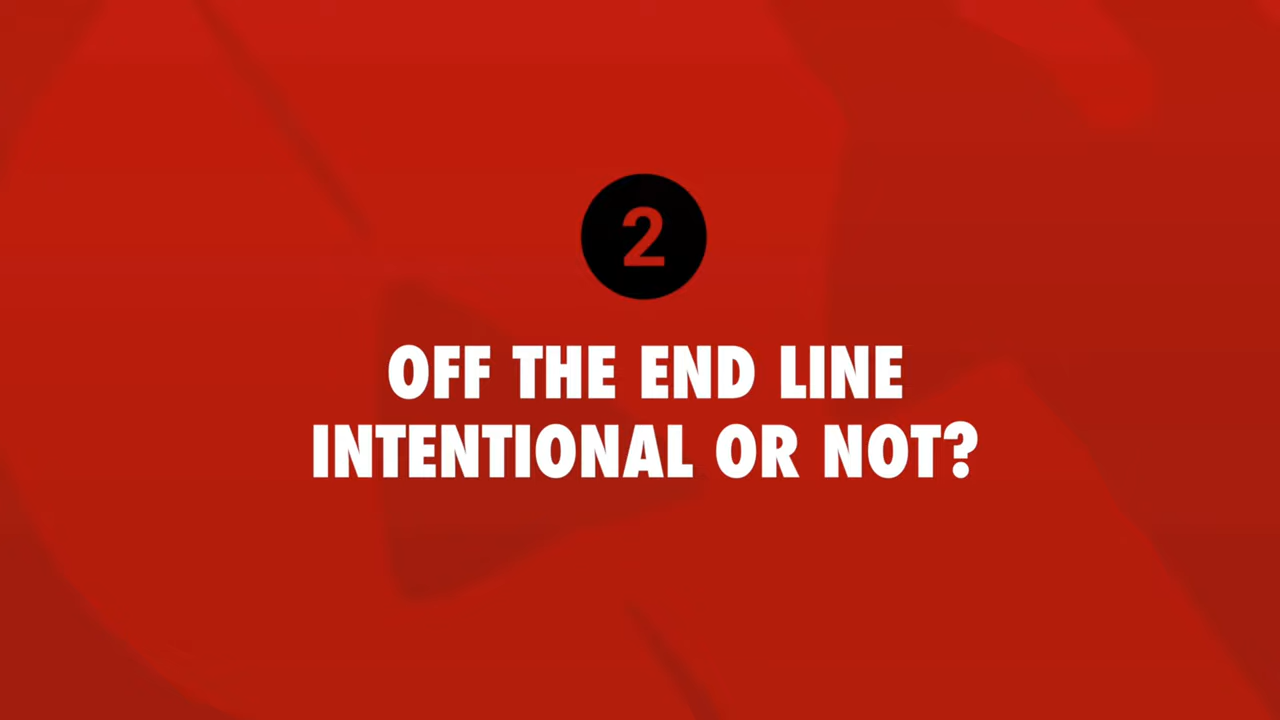 2
OFF THE END LINE
INTENTIONAL OR NOT?